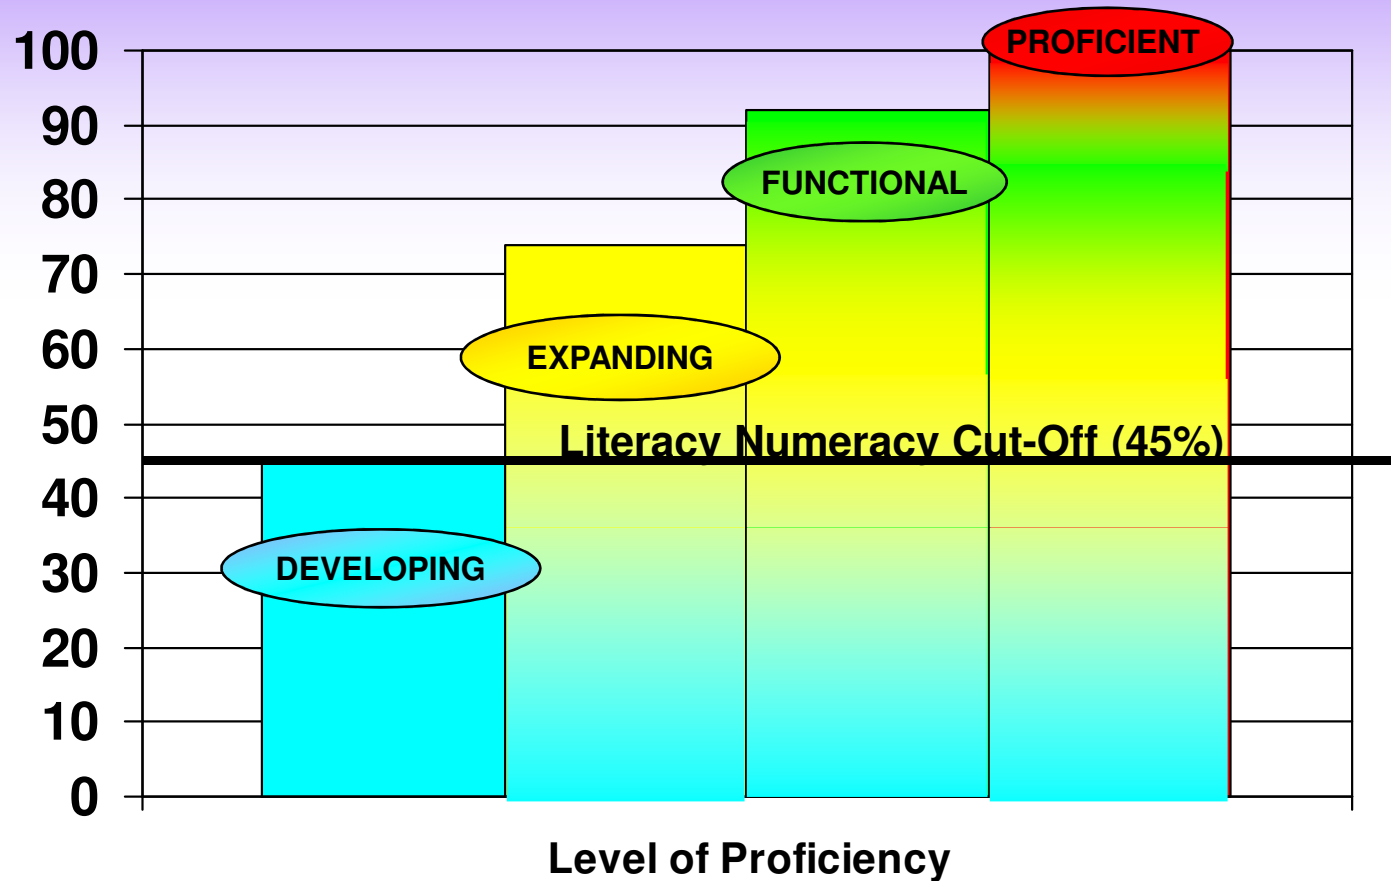 100
PROFICIENT
90
80
FUNCTIONAL
70
60
EXPANDING
50
Literacy Numeracy Cut-Off (45%)
40
30
DEVELOPING
20
10
0
Level of Proficiency